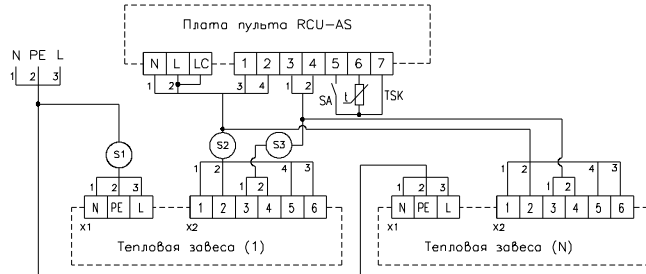 Плата пульта RCU-AS
N PE L
1 2 3
N L LC 1 2 3 4 5 6 7
1 2 3 4 1 2
SA t TSK
S1 S2 S3
1 2 3 1 2 1 2 4 3 1 2 3 1 2 1 2 4 3
N PE L 1 2 3 4 5 6 N PE L 1 2 3 4 5 6
X1 X2 X1 X2
Тепловая завеса (1) Тепловая завеса (N)